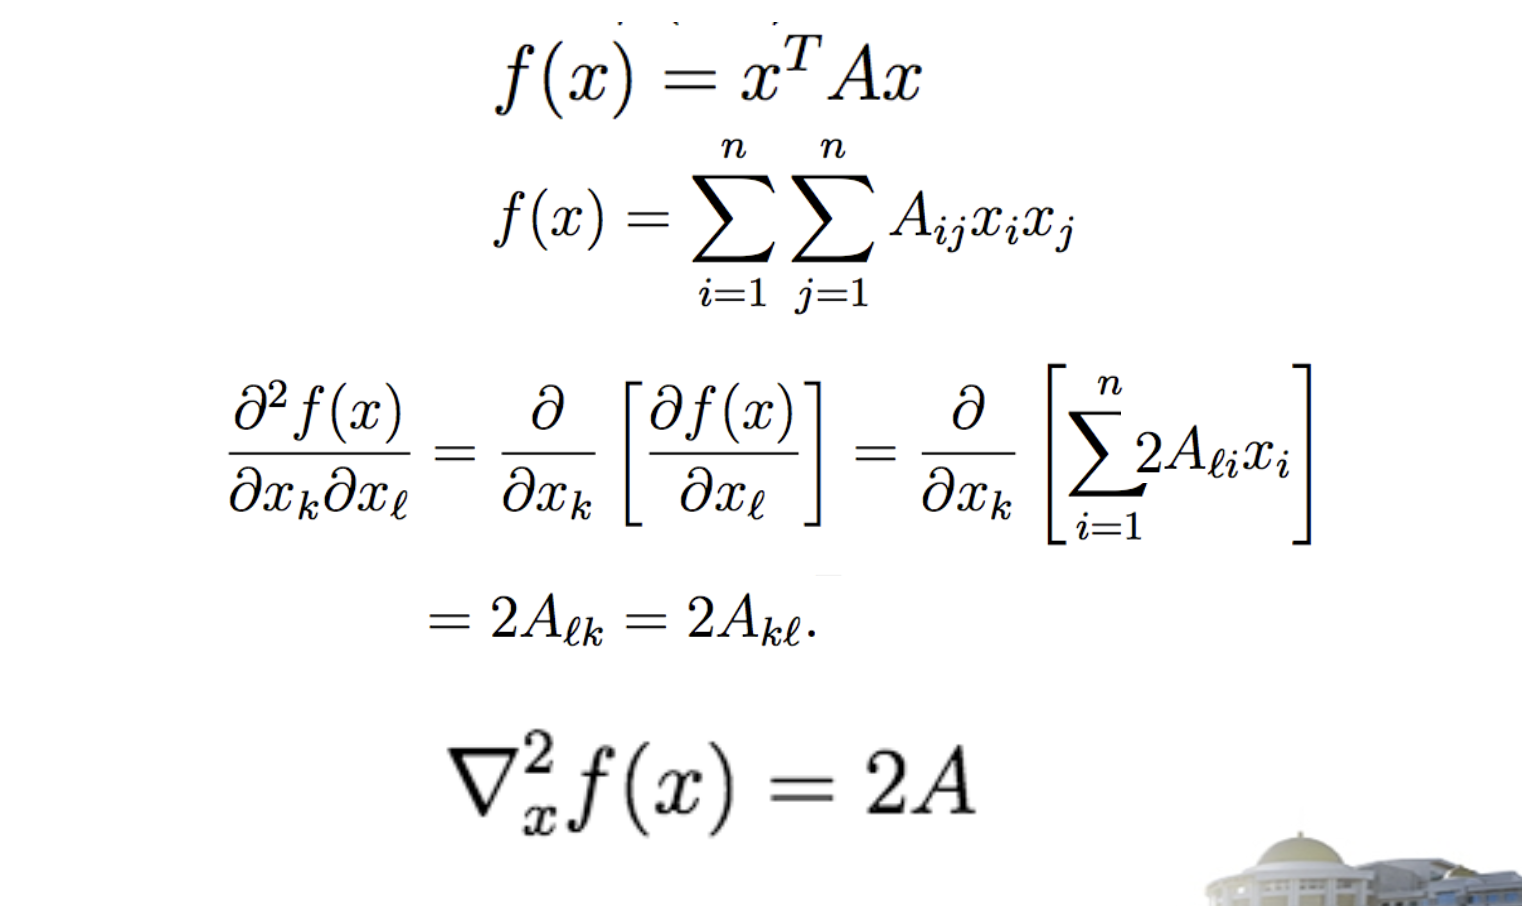 f(x) = x^T Ax
f(x) = \sum_{i=1}^{n} \sum_{j=1}^{n} A_{ij} x_i x_j
\frac{\partial^2 f(x)}{\partial x_k \partial x_\ell} = \frac{\partial}{\partial x_k} \left[ \frac{\partial f(x)}{\partial x_\ell} \right] = \frac{\partial}{\partial x_k} \left[ \sum_{i=1}^{n} 2A_{\ell i} x_i \right]
= 2A_{\ell k} = 2A_{k\ell}.
\nabla_x^2 f(x) = 2A